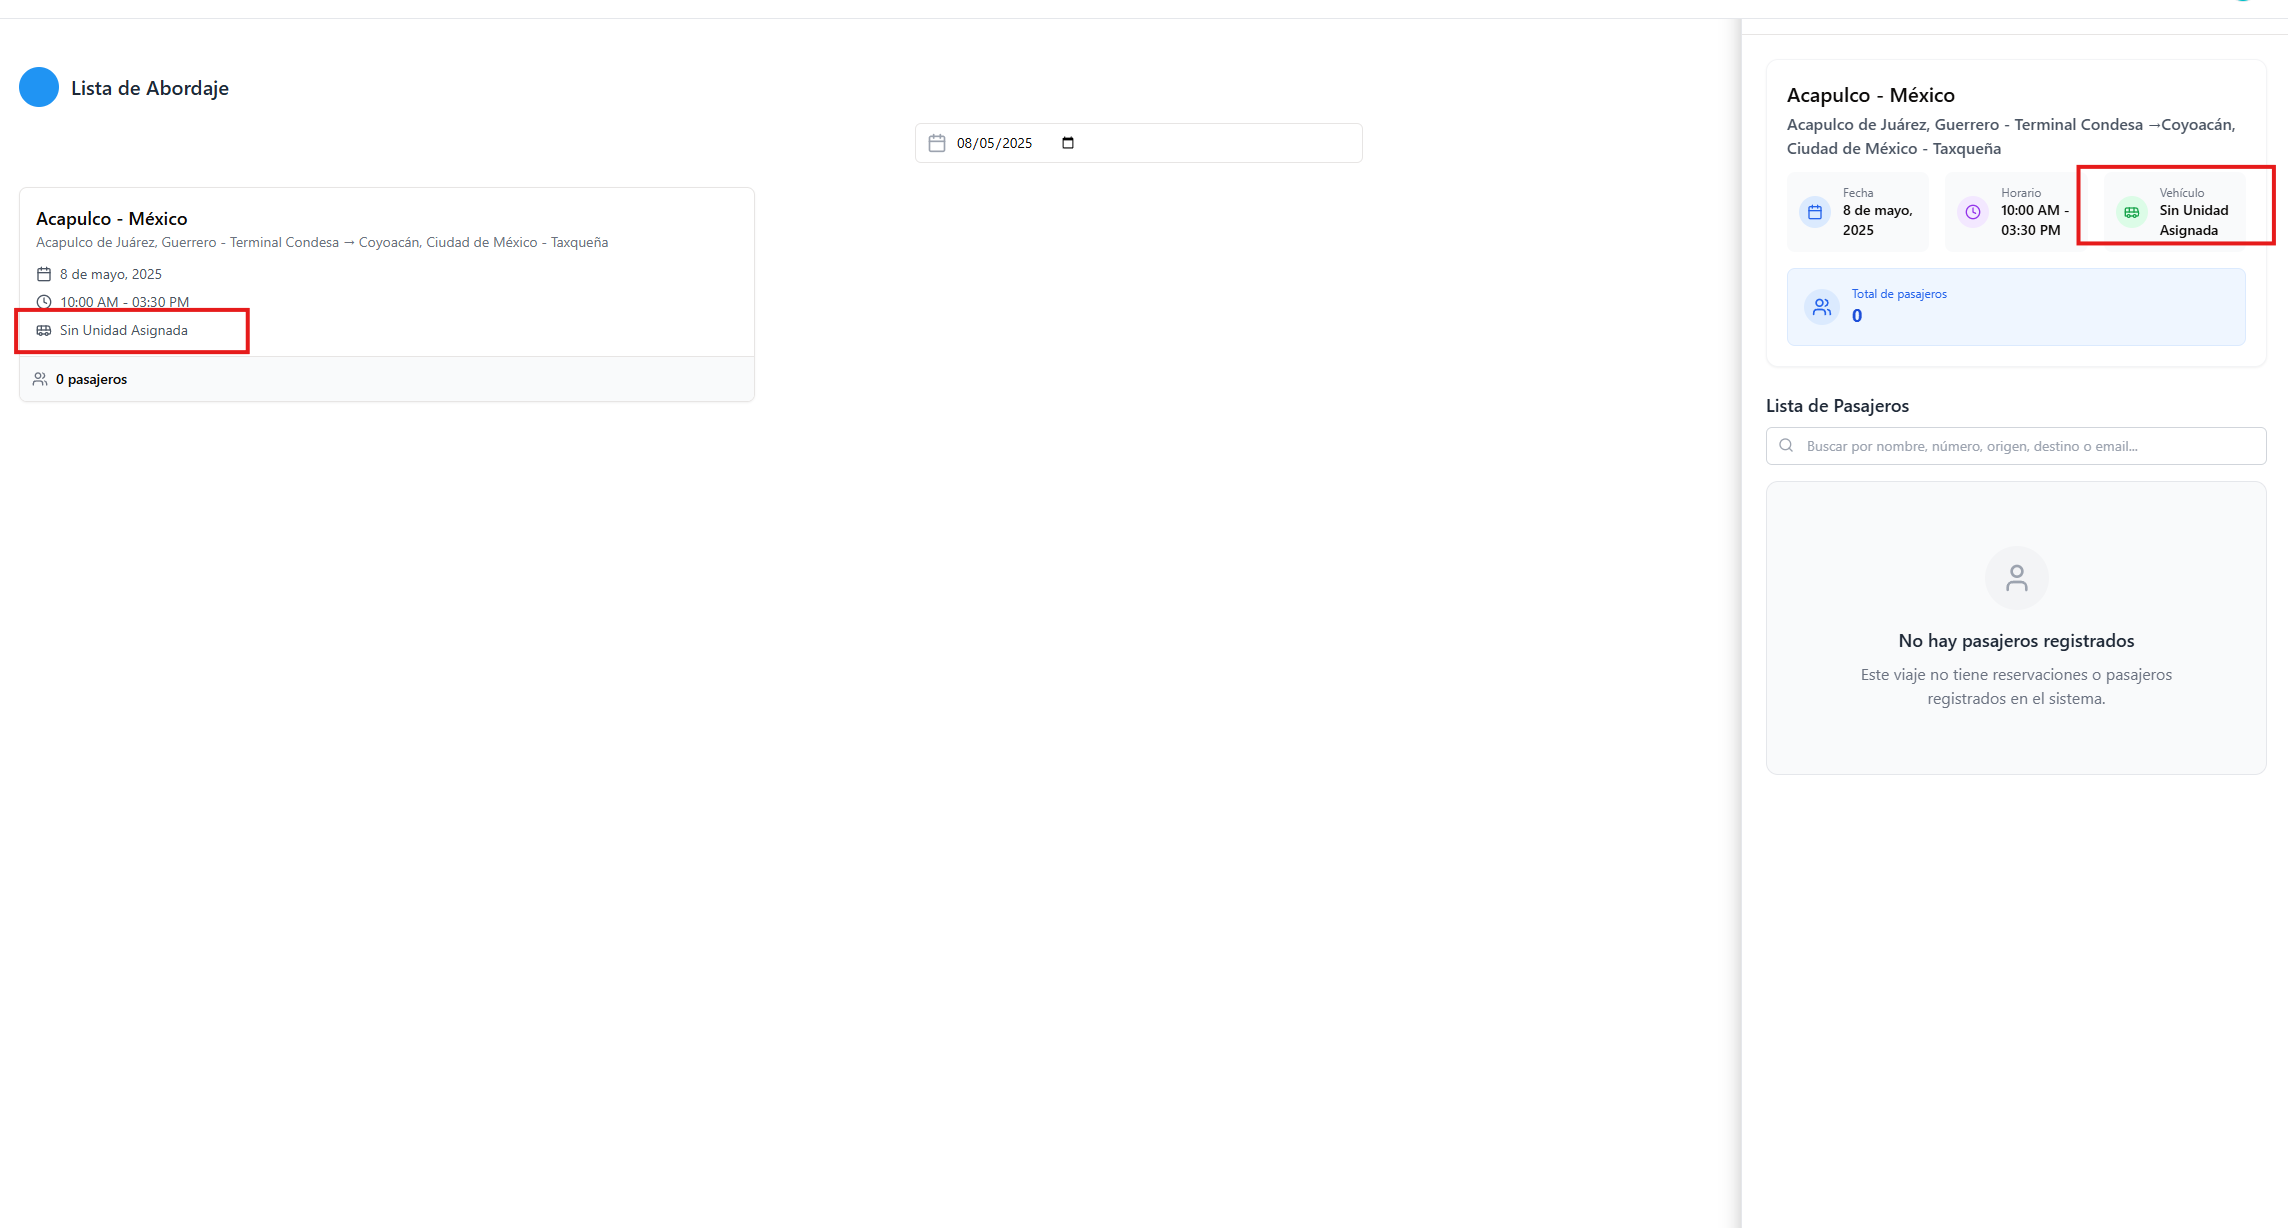 Lista de Abordaje
08/05/2025
Acapulco - México
Acapulco de Juárez, Guerrero - Terminal Condesa → Coyoacán, Ciudad de México - Taxqueña
8 de mayo, 2025
10:00 AM - 03:30 PM
Sin Unidad Asignada
0 pasajeros
Acapulco - México
Acapulco de Juárez, Guerrero - Terminal Condesa →Coyoacán,
Ciudad de México - Taxqueña
Fecha
8 de mayo,
2025
Horario
10:00 AM -
03:30 PM
Vehículo
Sin Unidad
Asignada
Total de pasajeros
0
Lista de Pasajeros
Buscar por nombre, número, origen, destino o email...
No hay pasajeros registrados
Este viaje no tiene reservaciones o pasajeros
registrados en el sistema.